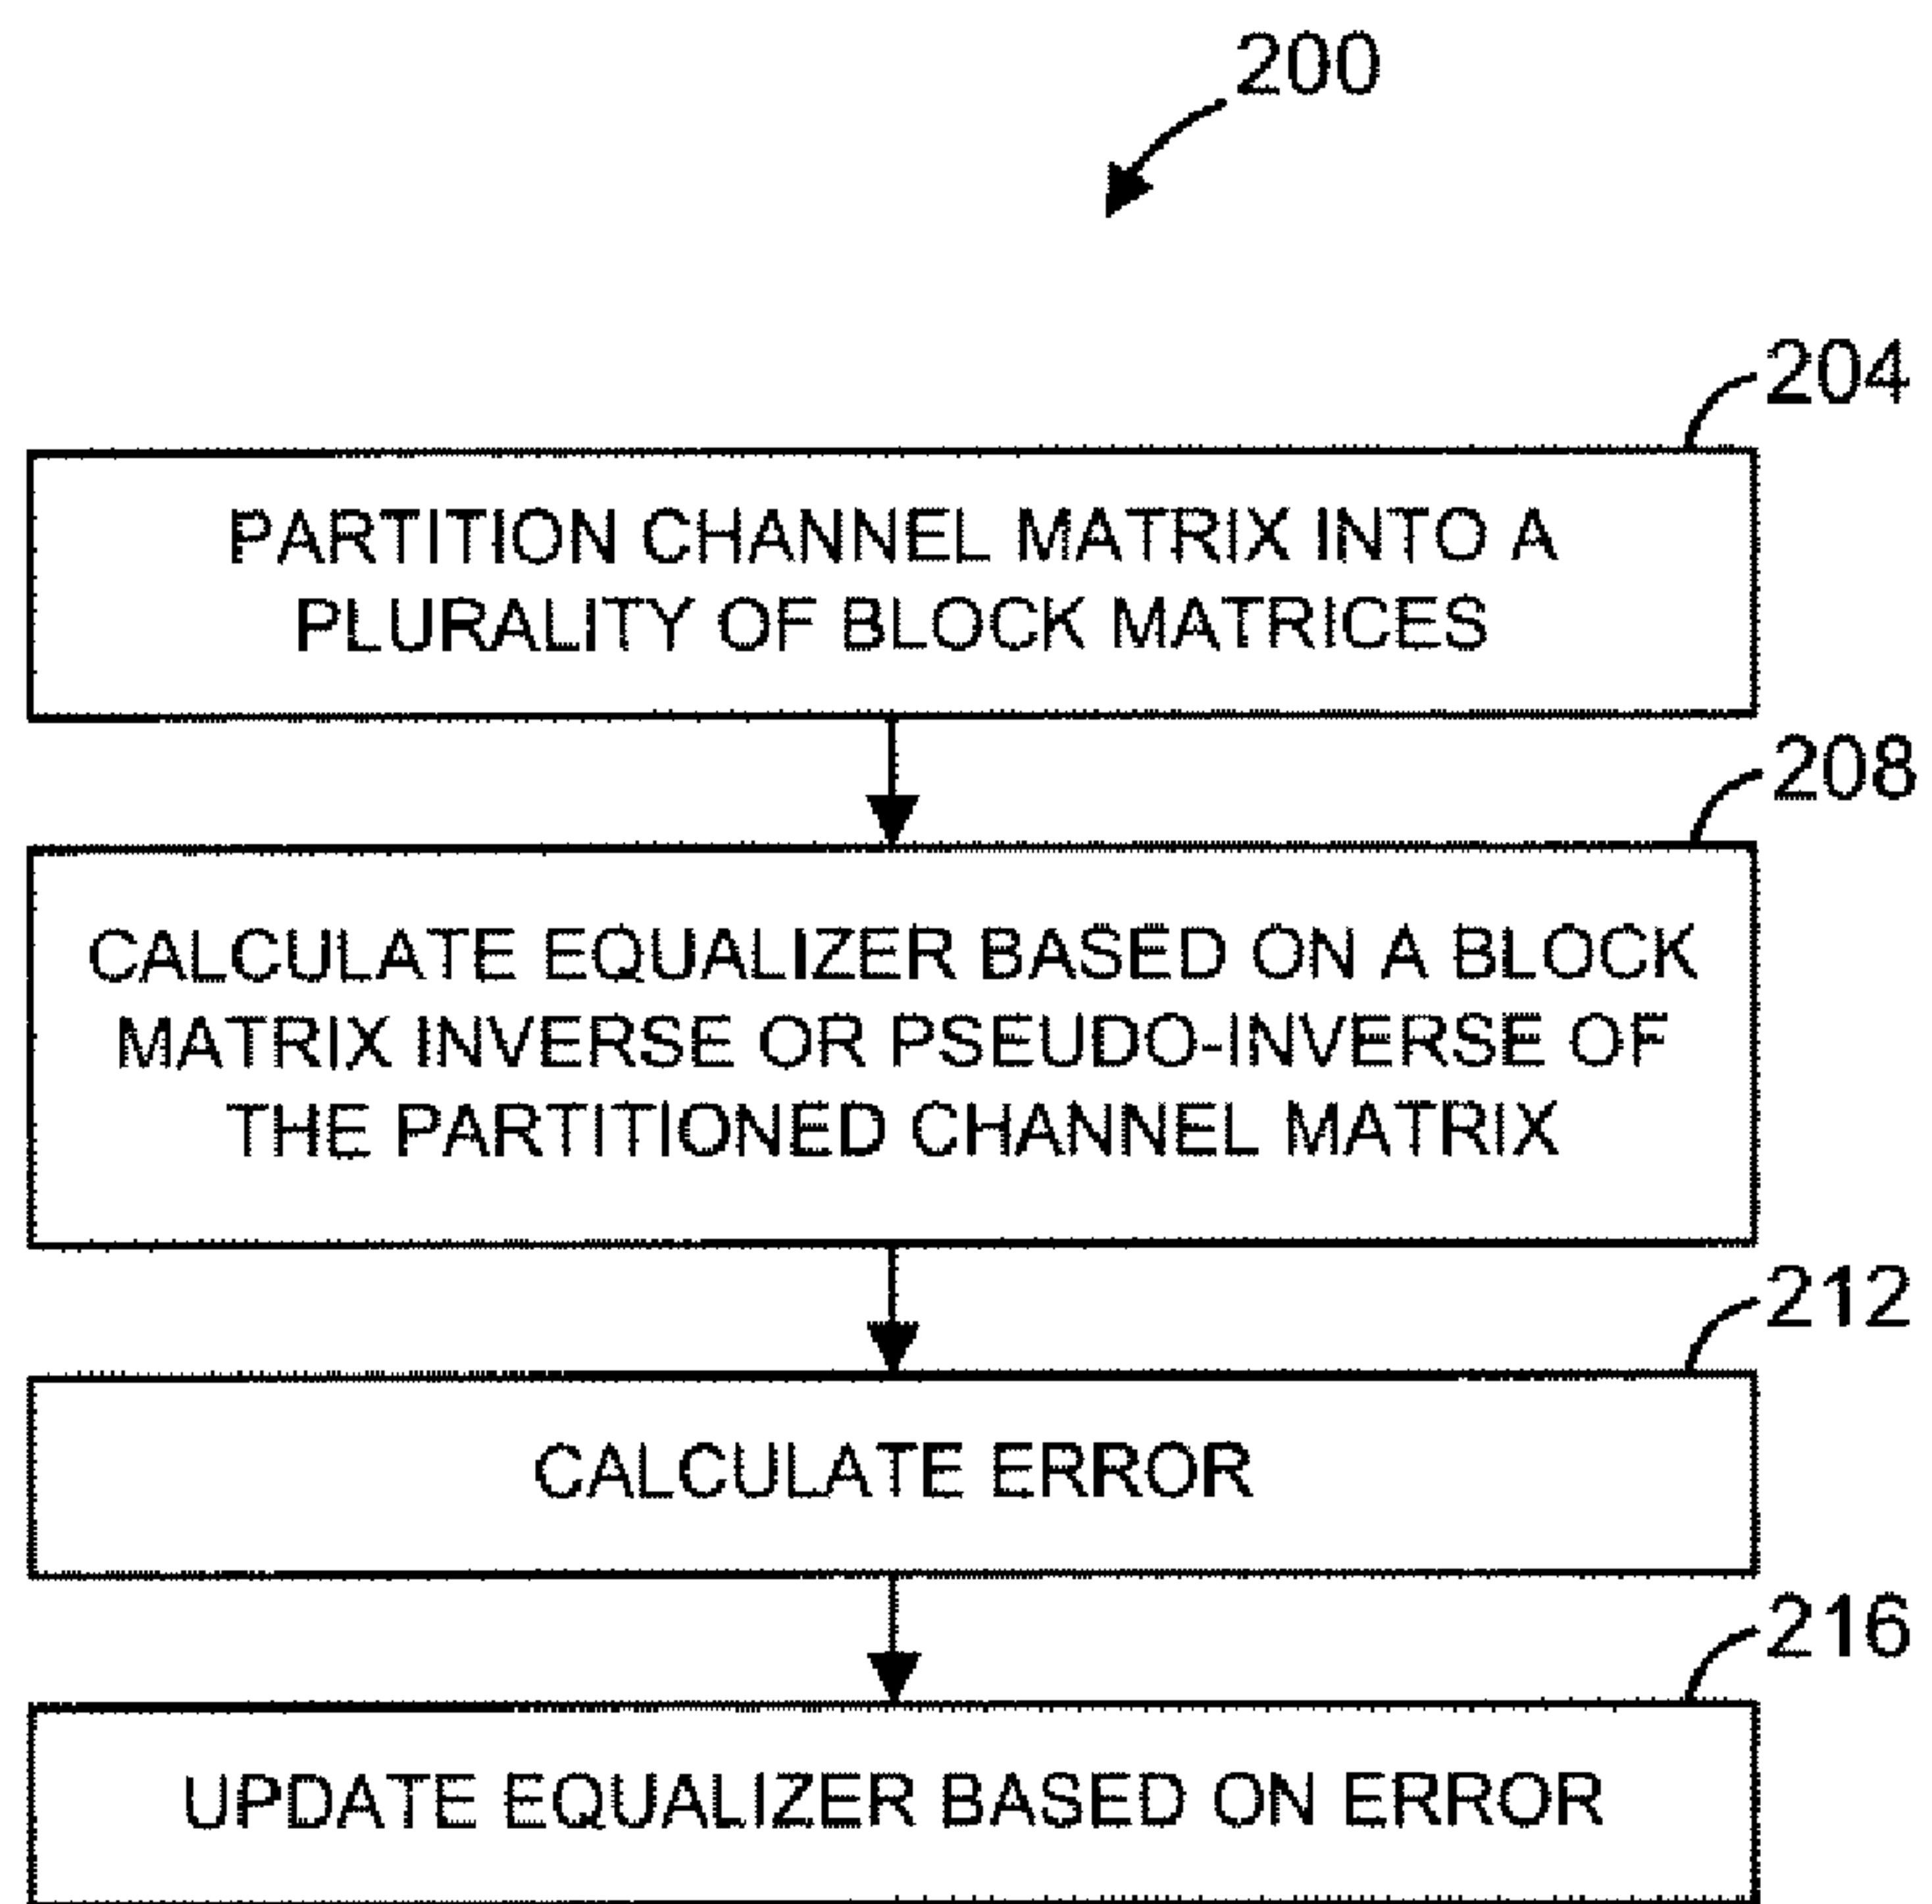 200
204
PARTITION CHANNEL MATRIX INTO A
PLURALITY OF BLOCK MATRICES
208
CALCULATE EQUALIZER BASED ON A BLOCK
MATRIX INVERSE OR PSEUDO-INVERSE OF
THE PARTITIONED CHANNEL MATRIX
212
CALCULATE ERROR
216
UPDATE EQUALIZER BASED ON ERROR